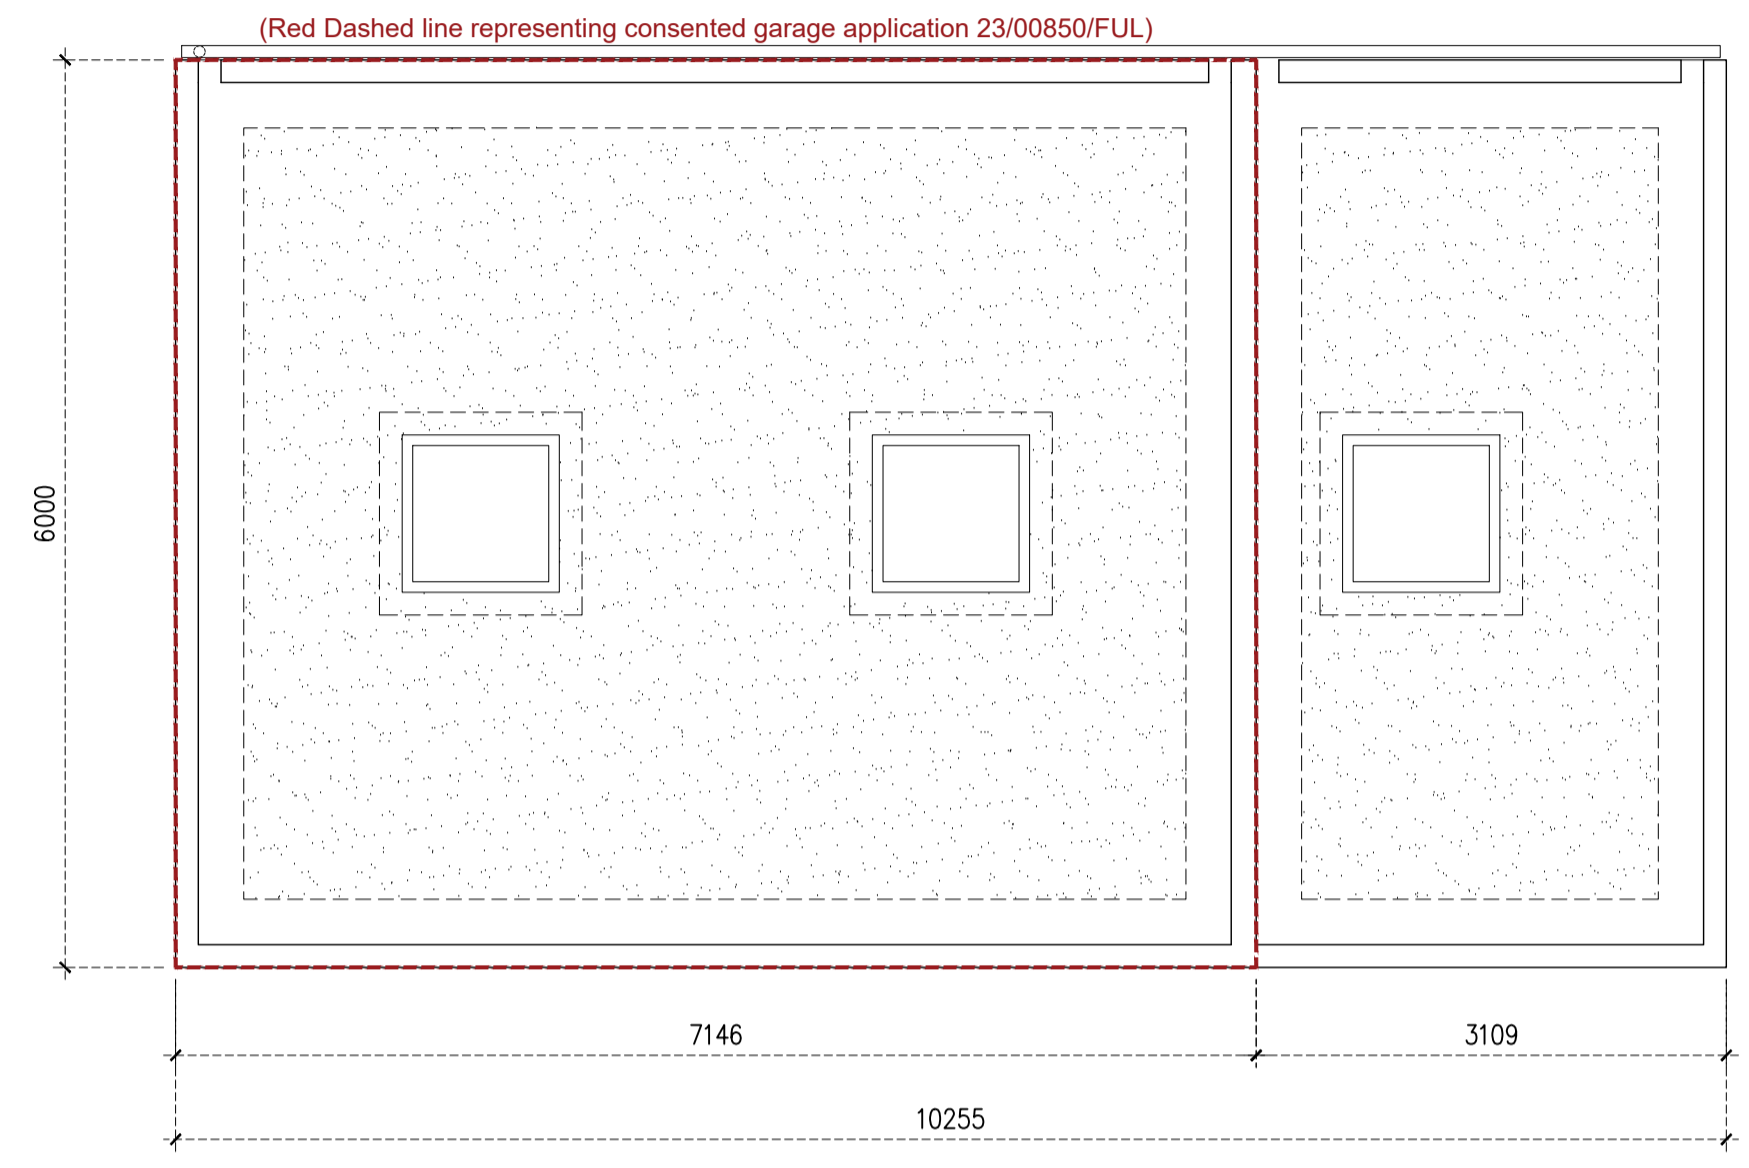 (Red Dashed line representing consented garage application 23/00850/FUL)
6000
7146
3109
10255